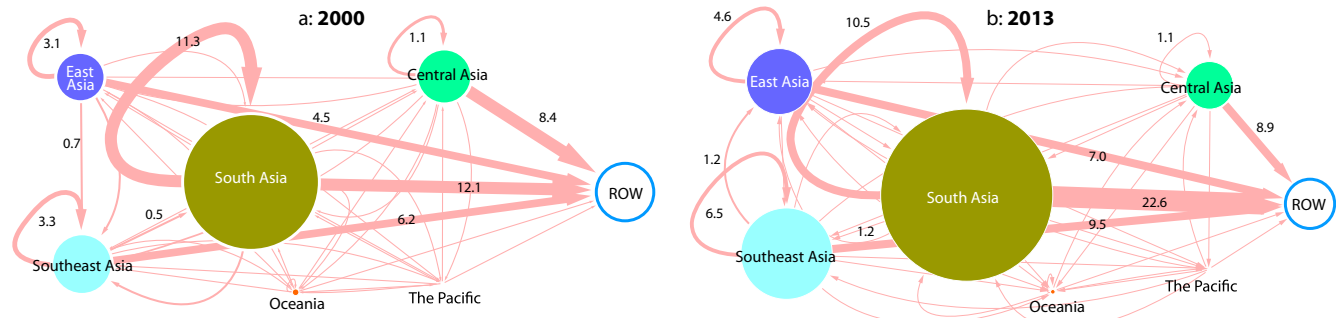 a: 2000
3.1
11.3
1.1
East
Asia
Central Asia
4.5
8.4
0.7
South Asia
12.1
ROW
3.3
0.5
6.2
Southeast Asia
Oceania
The Pacific
b: 2013
4.6
10.5
1.1
East Asia
Central Asia
8.9
7.0
1.2
South Asia
22.6
ROW
6.5
1.2
9.5
Southeast Asia
The Pacific
Oceania